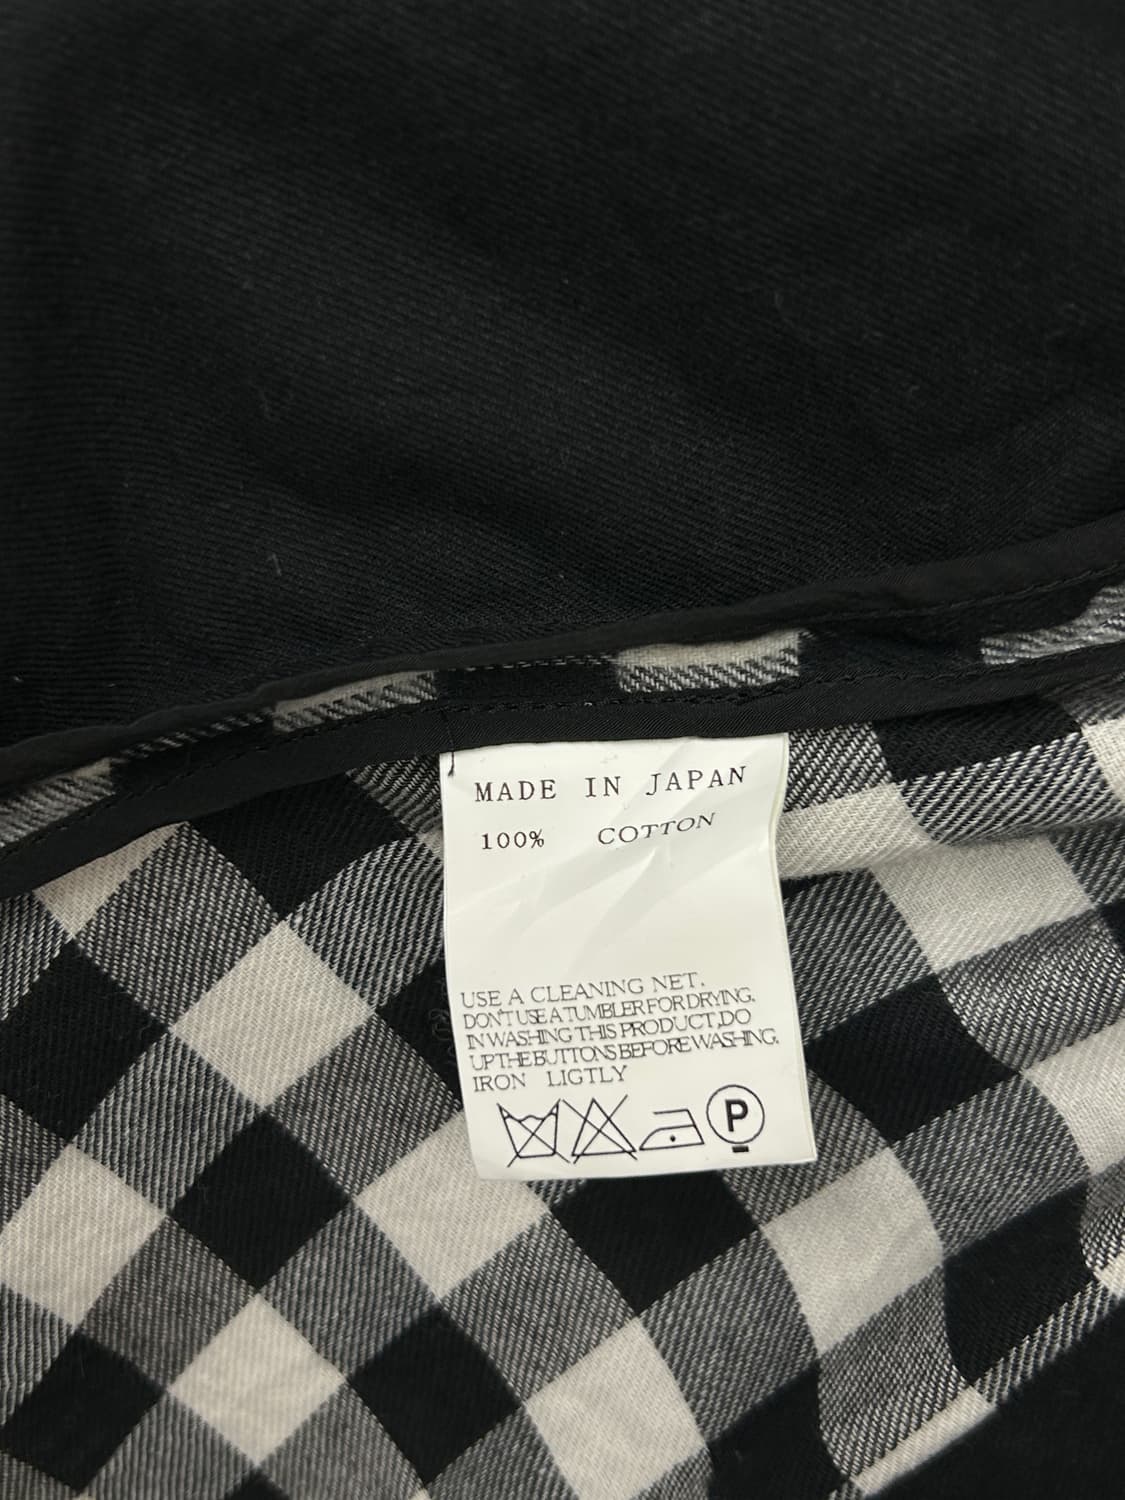 MADE IN JAPAN
100% COTTON
USE A CLEANING NET.
DON'T USE A TUMBLER FOR DRYING.
IN WASHING THIS PRODUCT,DO
UP THE BUTTONS BEFORE WASHING.
IRON LIGTLY
P